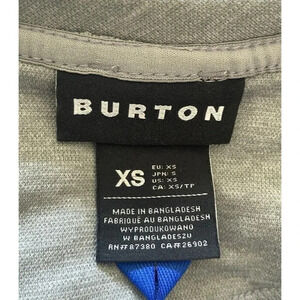 BURTON
XS
EU: XS
JPN: S
US: XS
CA: XS/TP
MADE IN BANGLADESH
FABRIQUÉ AU BANGLADESH
WYPRODUKOWANO
W BANGLADESZU
RN#87380 CA#26902